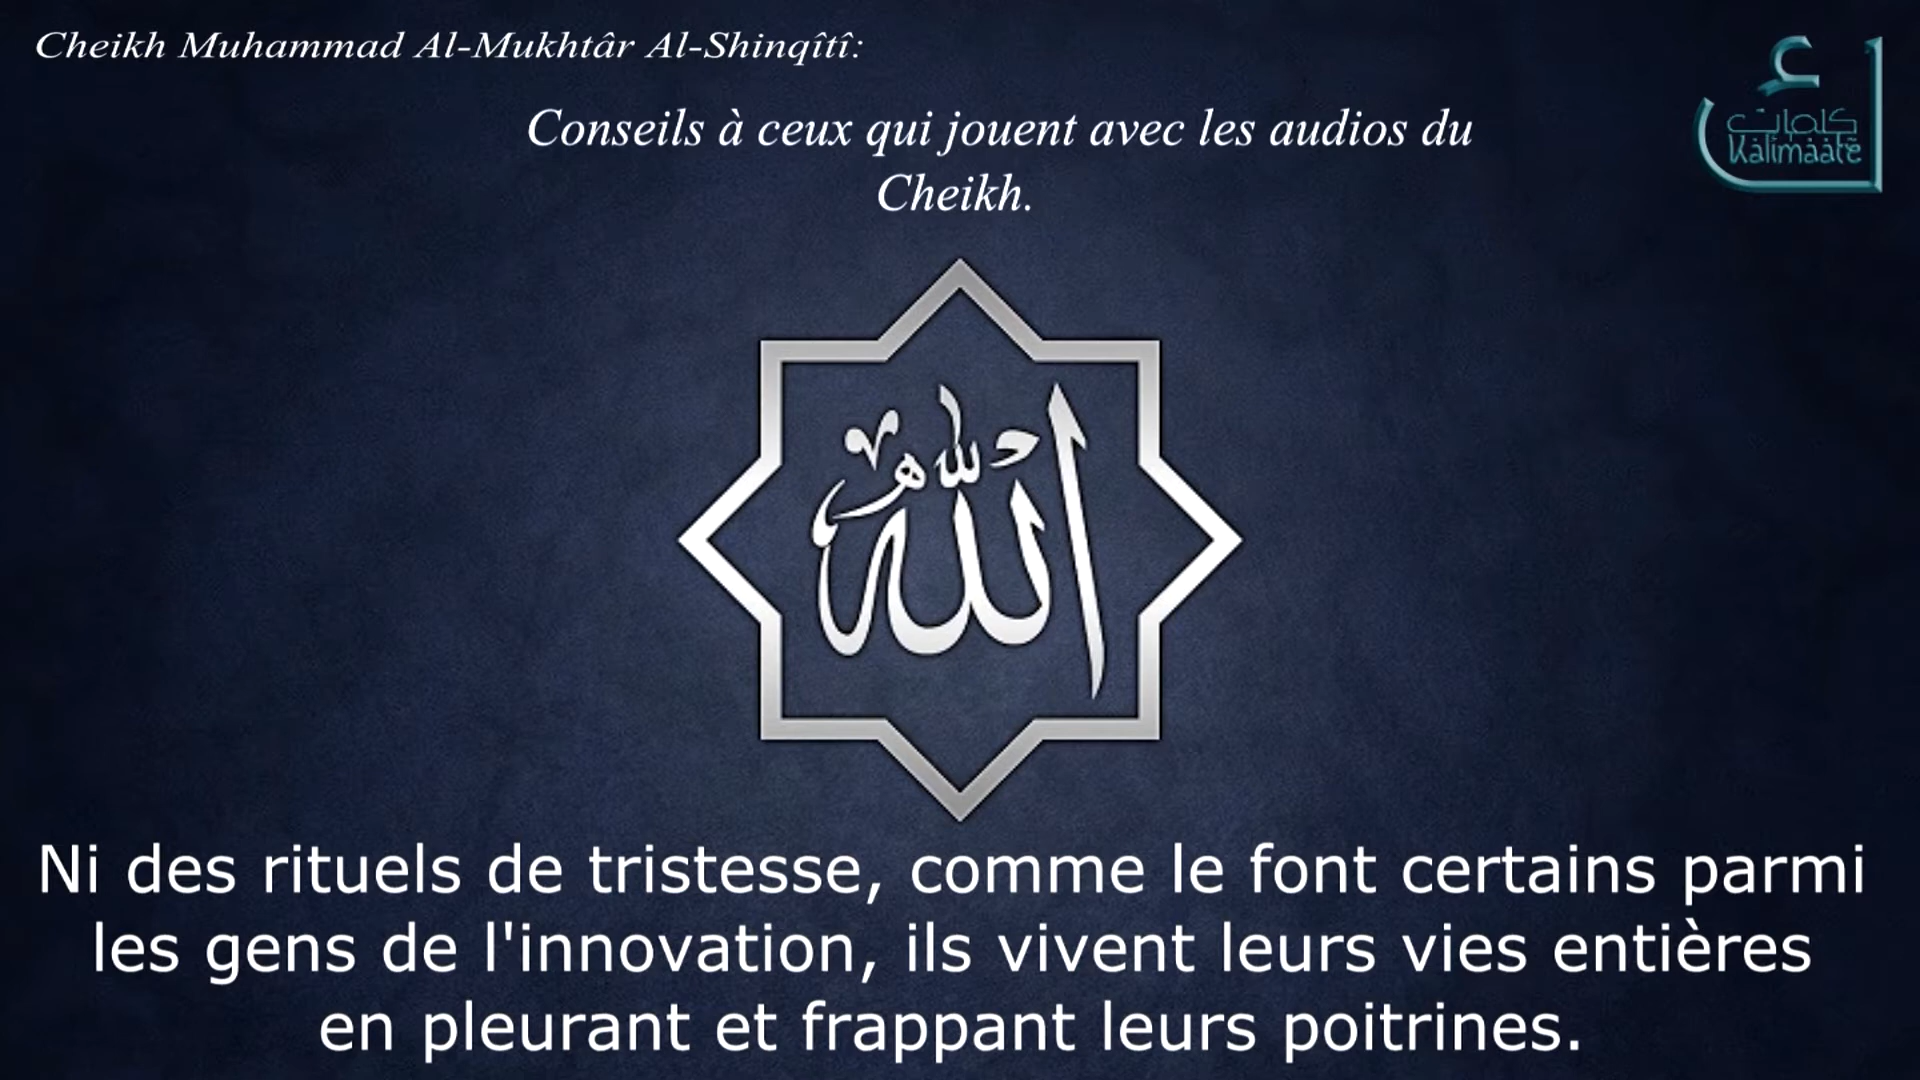 Cheikh Muhammad Al-Mukhtâr Al-Shinqîtî:
Conseils à ceux qui jouent avec les audios du
Cheikh.
كلمات
Kalimaate
الله
Ni des rituels de tristesse, comme le font certains parmi
les gens de l'innovation, ils vivent leurs vies entières
en pleurant et frappant leurs poitrines.